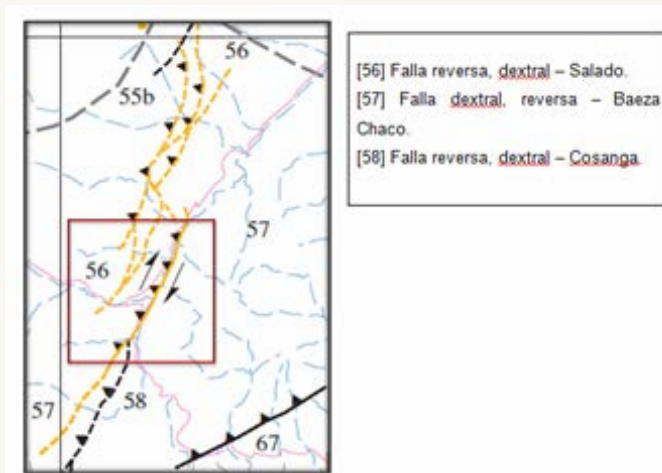 56
55b
57
56
58
57
67
[56] Falla reversa, dextral – Salado.
[57] Falla dextral, reversa – Baeza
Chaco.
[58] Falla reversa, dextral – Cosanga